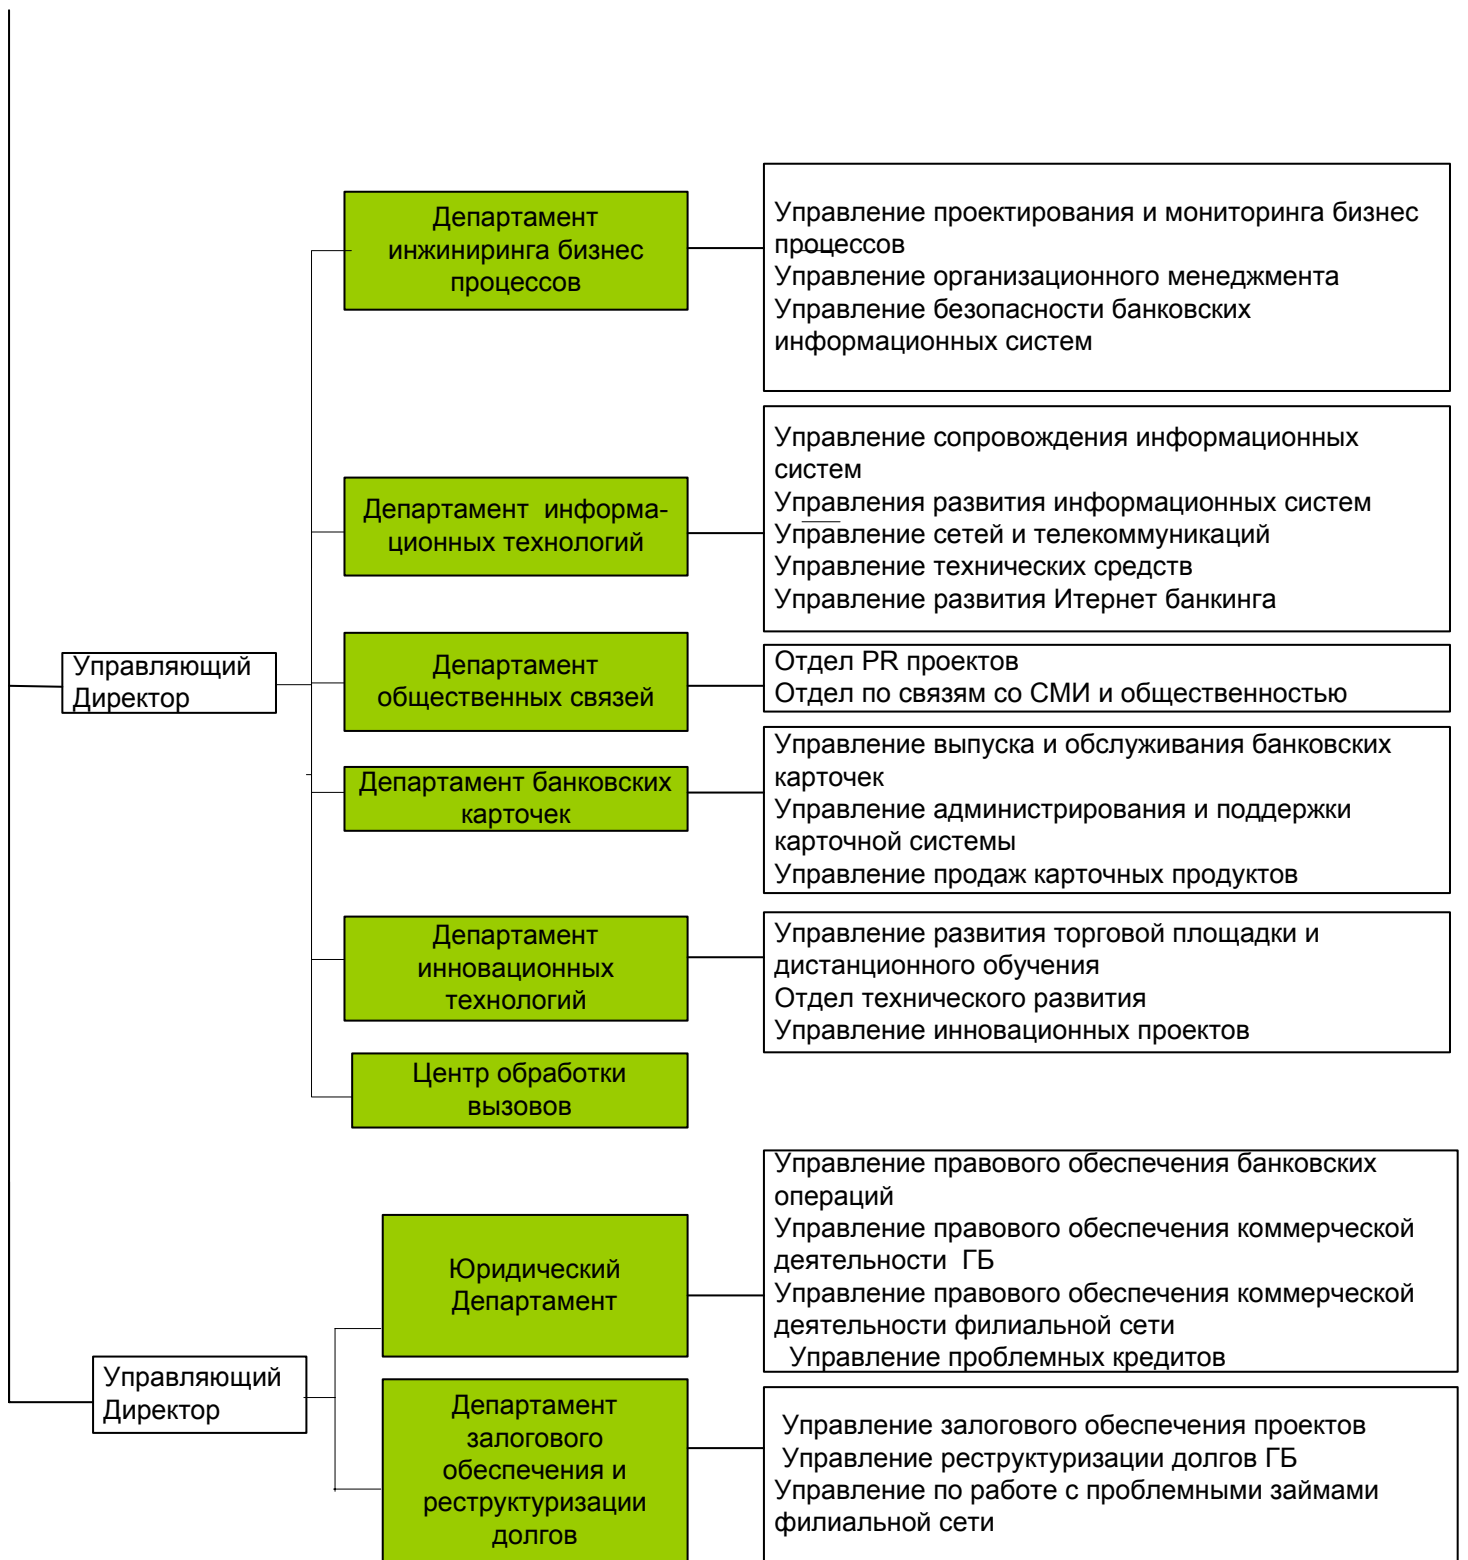 Департамент
инжиниринга бизнес
процессов
Управление проектирования и мониторинга бизнес
процессов
Управление организационного менеджмента
Управление безопасности банковских
информационных систем
Департамент информа-
ционных технологий
Управление сопровождения информационных
систем
Управления развития информационных систем
Управление сетей и телекоммуникаций
Управление технических средств
Управление развития Итернет банкинга
Управляющий
Директор
Департамент
общественных связей
Отдел PR проектов
Отдел по связям со СМИ и общественностью
Департамент банковских
карточек
Управление выпуска и обслуживания банковских
карточек
Управление администрирования и поддержки
карточной системы
Управление продаж карточных продуктов
Департамент
инновационных
технологий
Управление развития торговой площадки и
дистанционного обучения
Отдел технического развития
Управление инновационных проектов
Центр обработки
вызовов
Юридический
Департамент
Управление правового обеспечения банковских
операций
Управление правового обеспечения коммерческой
деятельности ГБ
Управление правового обеспечения коммерческой
деятельности филиальной сети
Управление проблемных кредитов
Управляющий
Директор
Департамент
залогового
обеспечения и
реструктуризации
долгов
Управление залогового обеспечения проектов
Управление реструктуризации долгов ГБ
Управление по работе с проблемными займами
филиальной сети